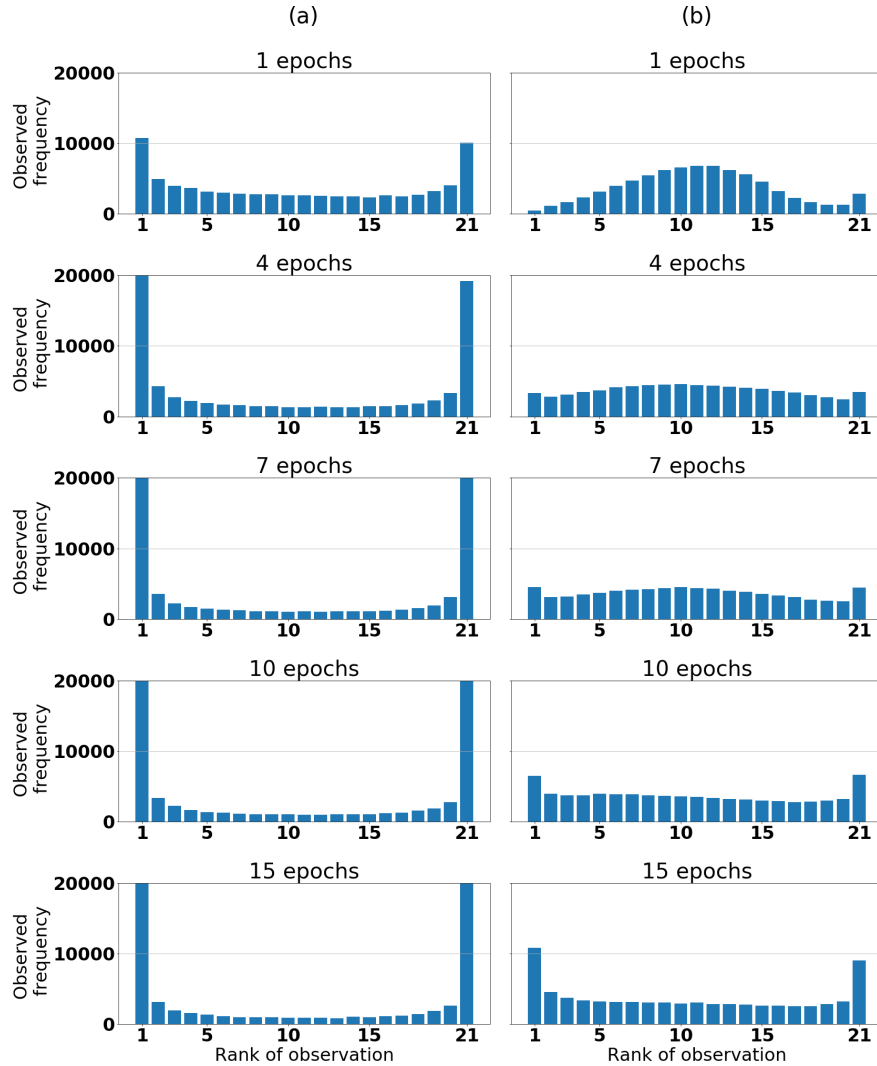 (a) (b)
1 epochs 1 epochs
20000
10000
0
Observed
frequency
1 5 10 15 21 1 5 10 15 21
4 epochs 4 epochs
20000
10000
0
Observed
frequency
1 5 10 15 21 1 5 10 15 21
7 epochs 7 epochs
20000
10000
0
Observed
frequency
1 5 10 15 21 1 5 10 15 21
10 epochs 10 epochs
20000
10000
0
Observed
frequency
1 5 10 15 21 1 5 10 15 21
15 epochs 15 epochs
20000
10000
0
Observed
frequency
1 5 10 15 21 1 5 10 15 21
Rank of observation Rank of observation